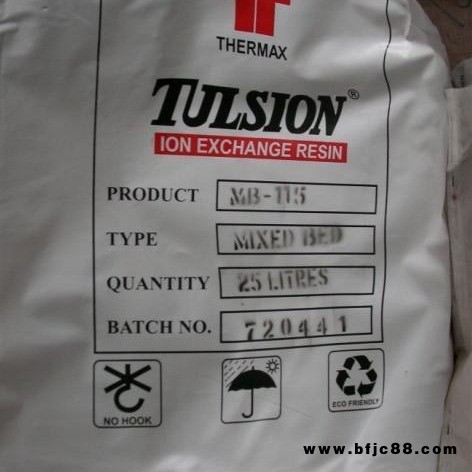 THERMAX
TULSION®
ION EXCHANGE RESIN
PRODUCT MB-115
TYPE MIXED BED
QUANTITY 25 LITRES
BATCH NO. 720441
NO HOOK
ECO FRIENDLY
www.bfjc88.com